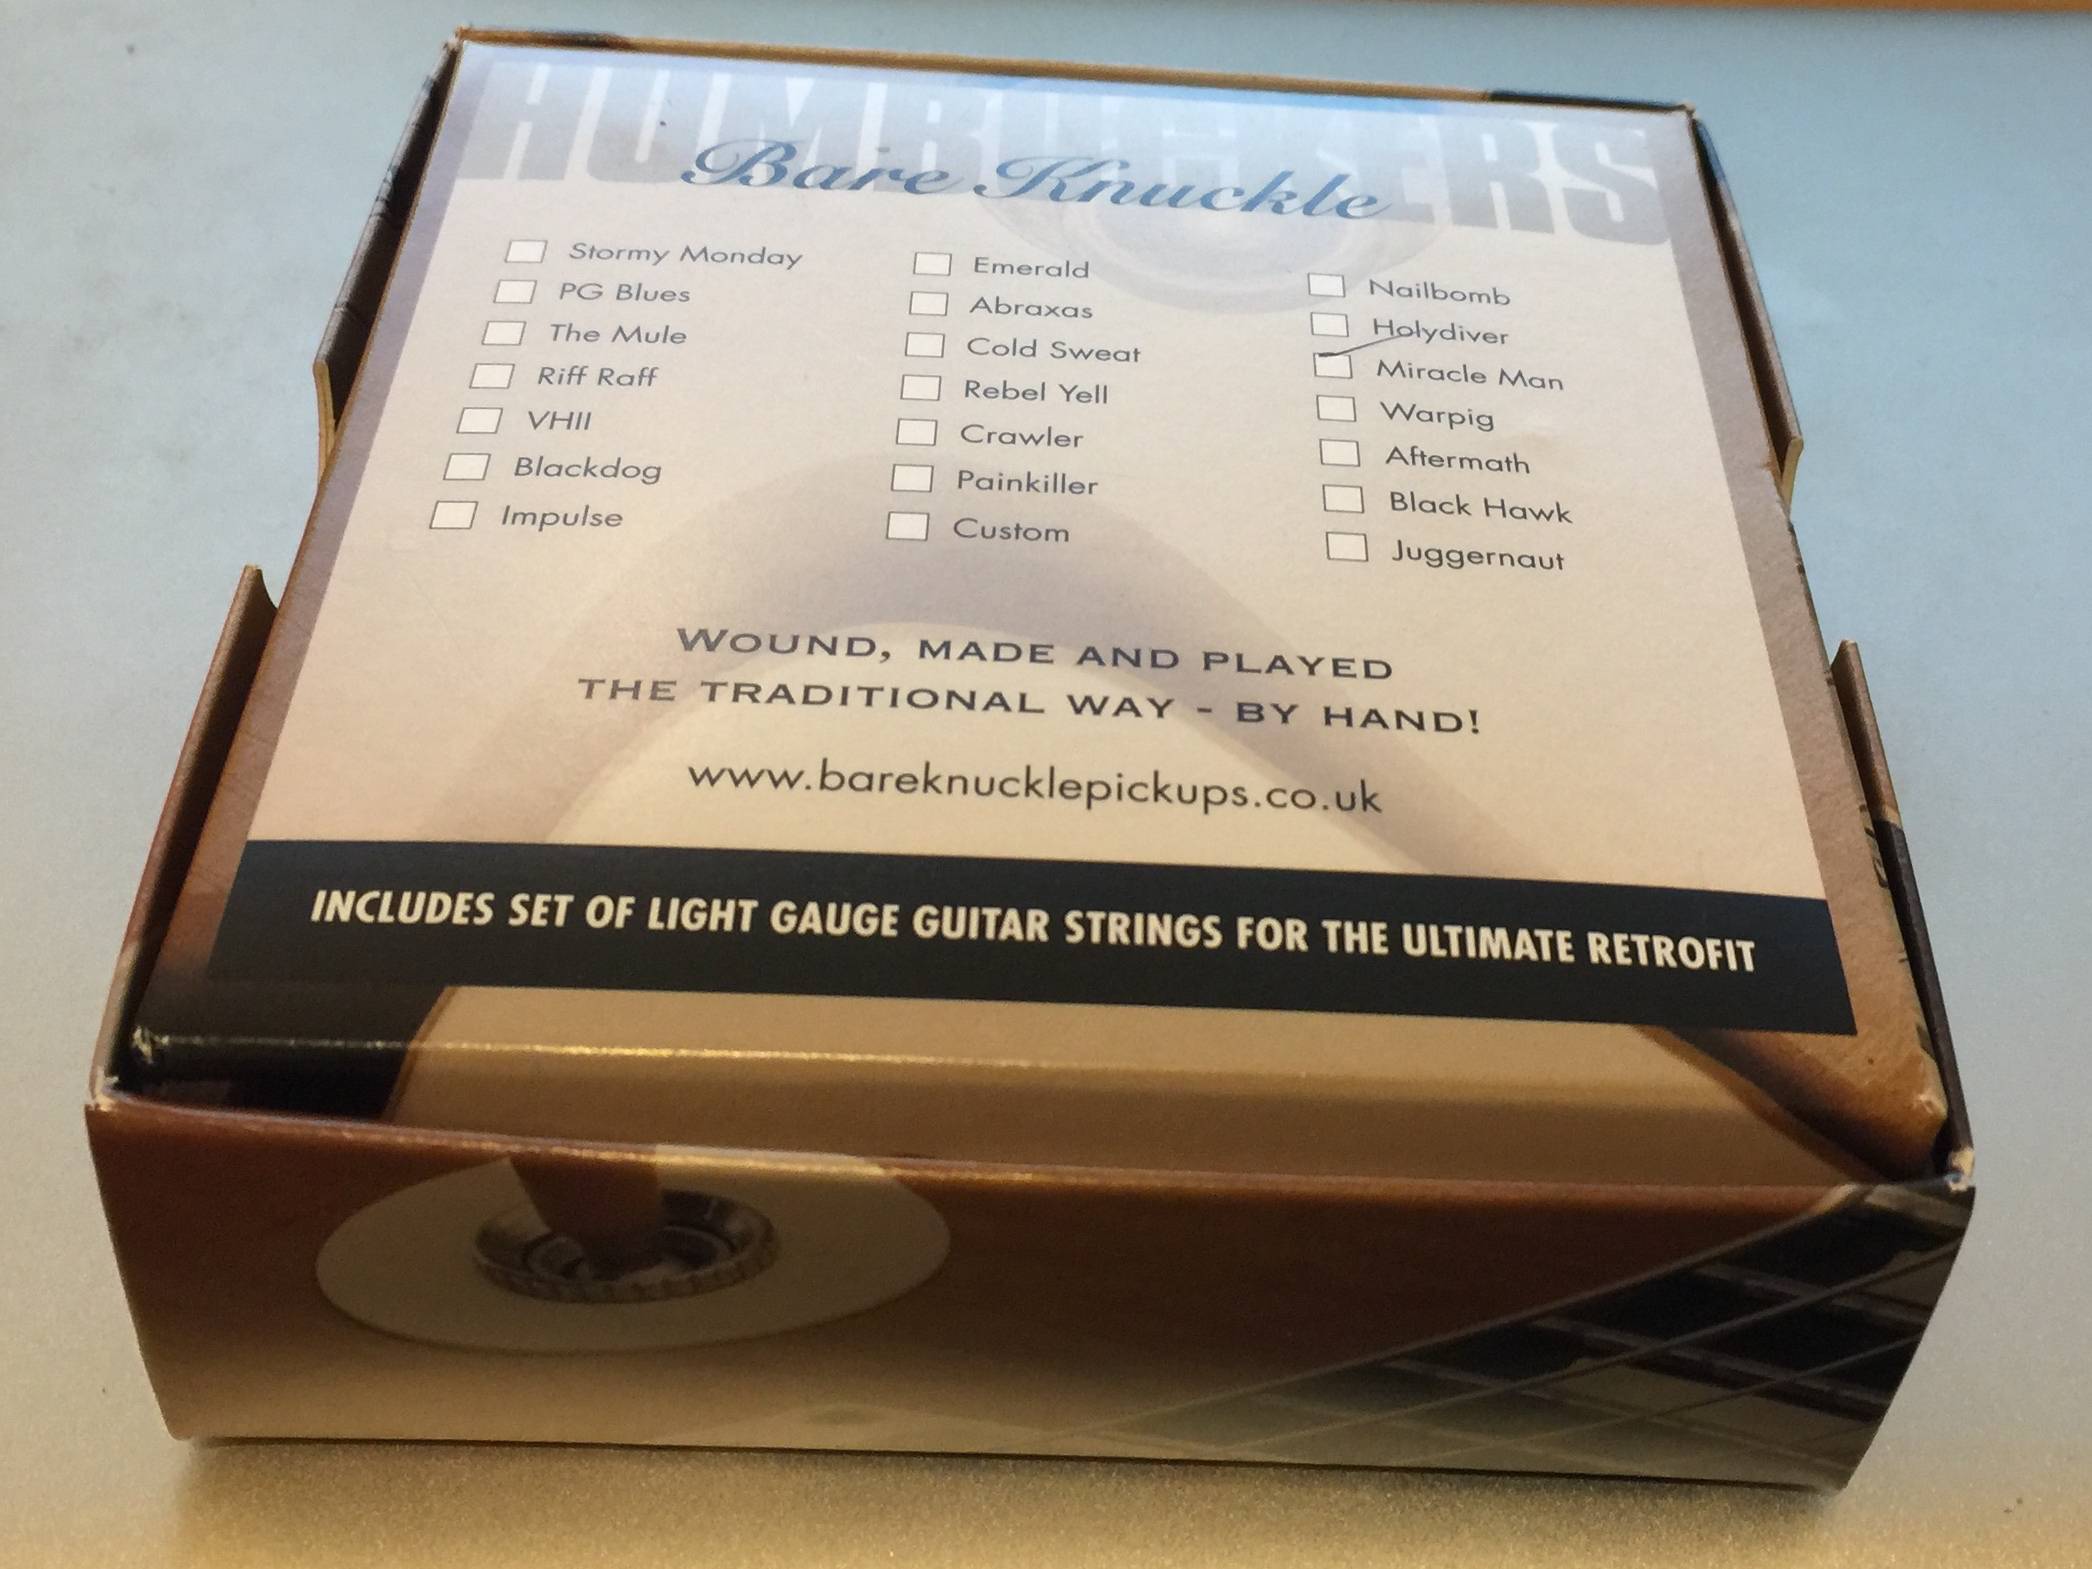 HUMBUCKERS
Bare Knuckle
Stormy Monday
PG Blues
The Mule
Riff Raff
VHII
Blackdog
Impulse
Emerald
Abraxas
Cold Sweat
Rebel Yell
Crawler
Painkiller
Custom
Nailbomb
Holydiver
Miracle Man
Warpig
Aftermath
Black Hawk
Juggernaut
WOUND, MADE AND PLAYED
THE TRADITIONAL WAY - BY HAND!
www.bareknucklepickups.co.uk
INCLUDES SET OF LIGHT GAUGE GUITAR STRINGS FOR THE ULTIMATE RETROFIT